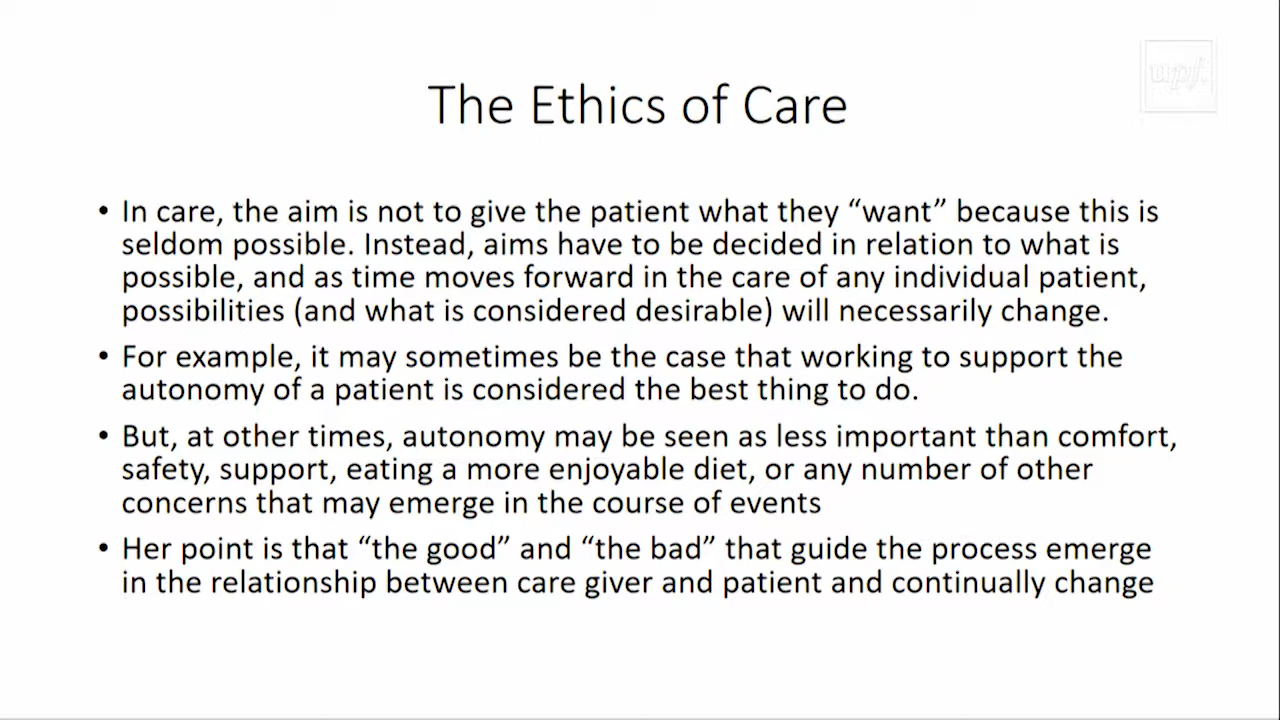 The Ethics of Care
• In care, the aim is not to give the patient what they “want” because this is
seldom possible. Instead, aims have to be decided in relation to what is
possible, and as time moves forward in the care of any individual patient,
possibilities (and what is considered desirable) will necessarily change.
• For example, it may sometimes be the case that working to support the
autonomy of a patient is considered the best thing to do.
• But, at other times, autonomy may be seen as less important than comfort,
safety, support, eating a more enjoyable diet, or any number of other
concerns that may emerge in the course of events
• Her point is that “the good” and “the bad” that guide the process emerge
in the relationship between care giver and patient and continually change